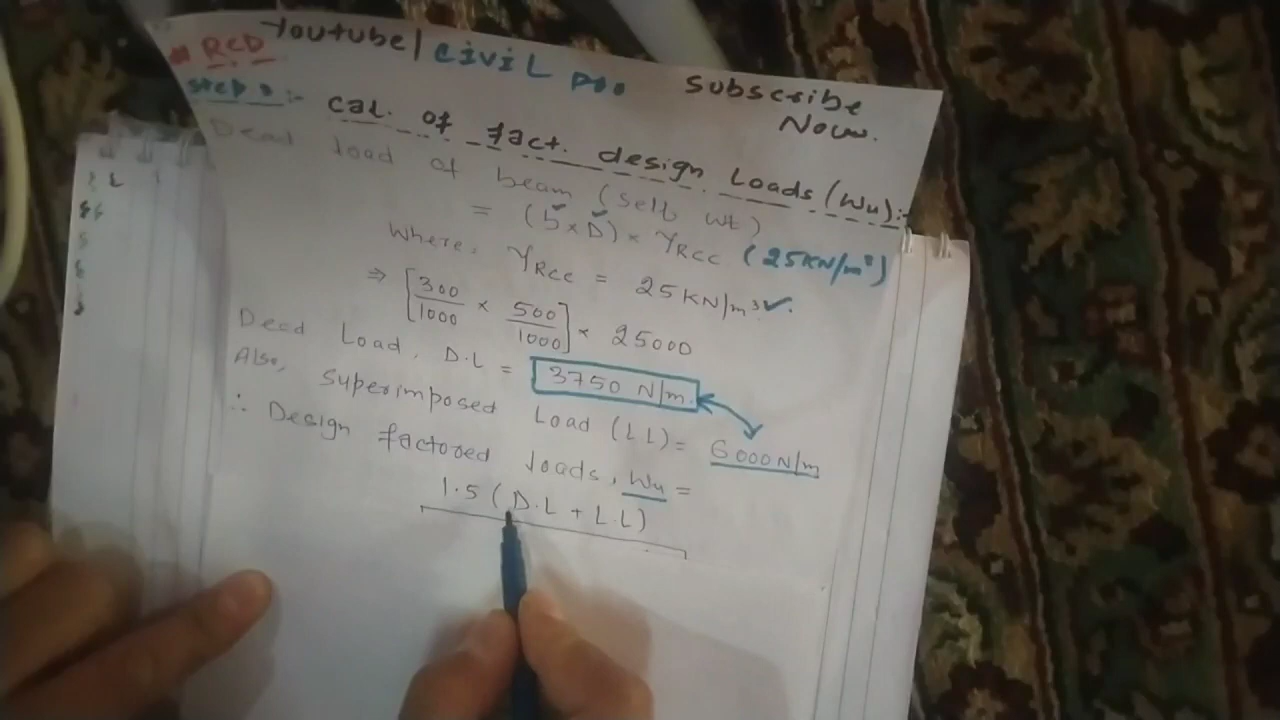 RCD Youtube/civil pro Subscribe
Now.
Step :-
cal. of fact. design Loads (Wu):-
Dead load of beam (self wt)
= (b × D) × γRCC (25KN/m³)
Where, γRCC = 25KN/m³ ✓.
⇒ [300/1000 × 500/1000] × 25000
Dead Load, D.L = 3750 N/m.
Also, Superimposed Load (LL) = 6000N/m
∴ Design factored loads, Wu =
1.5 (D.L + L.L)